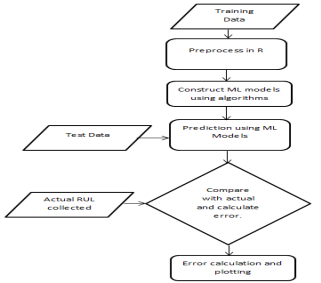 Training
Data
Preprocess in R
Construct ML models
using algorithms
Test Data
Prediction using ML
Models
Actual RUL
collected
Compare
with actual
and calculate
error.
Error calculation and
plotting